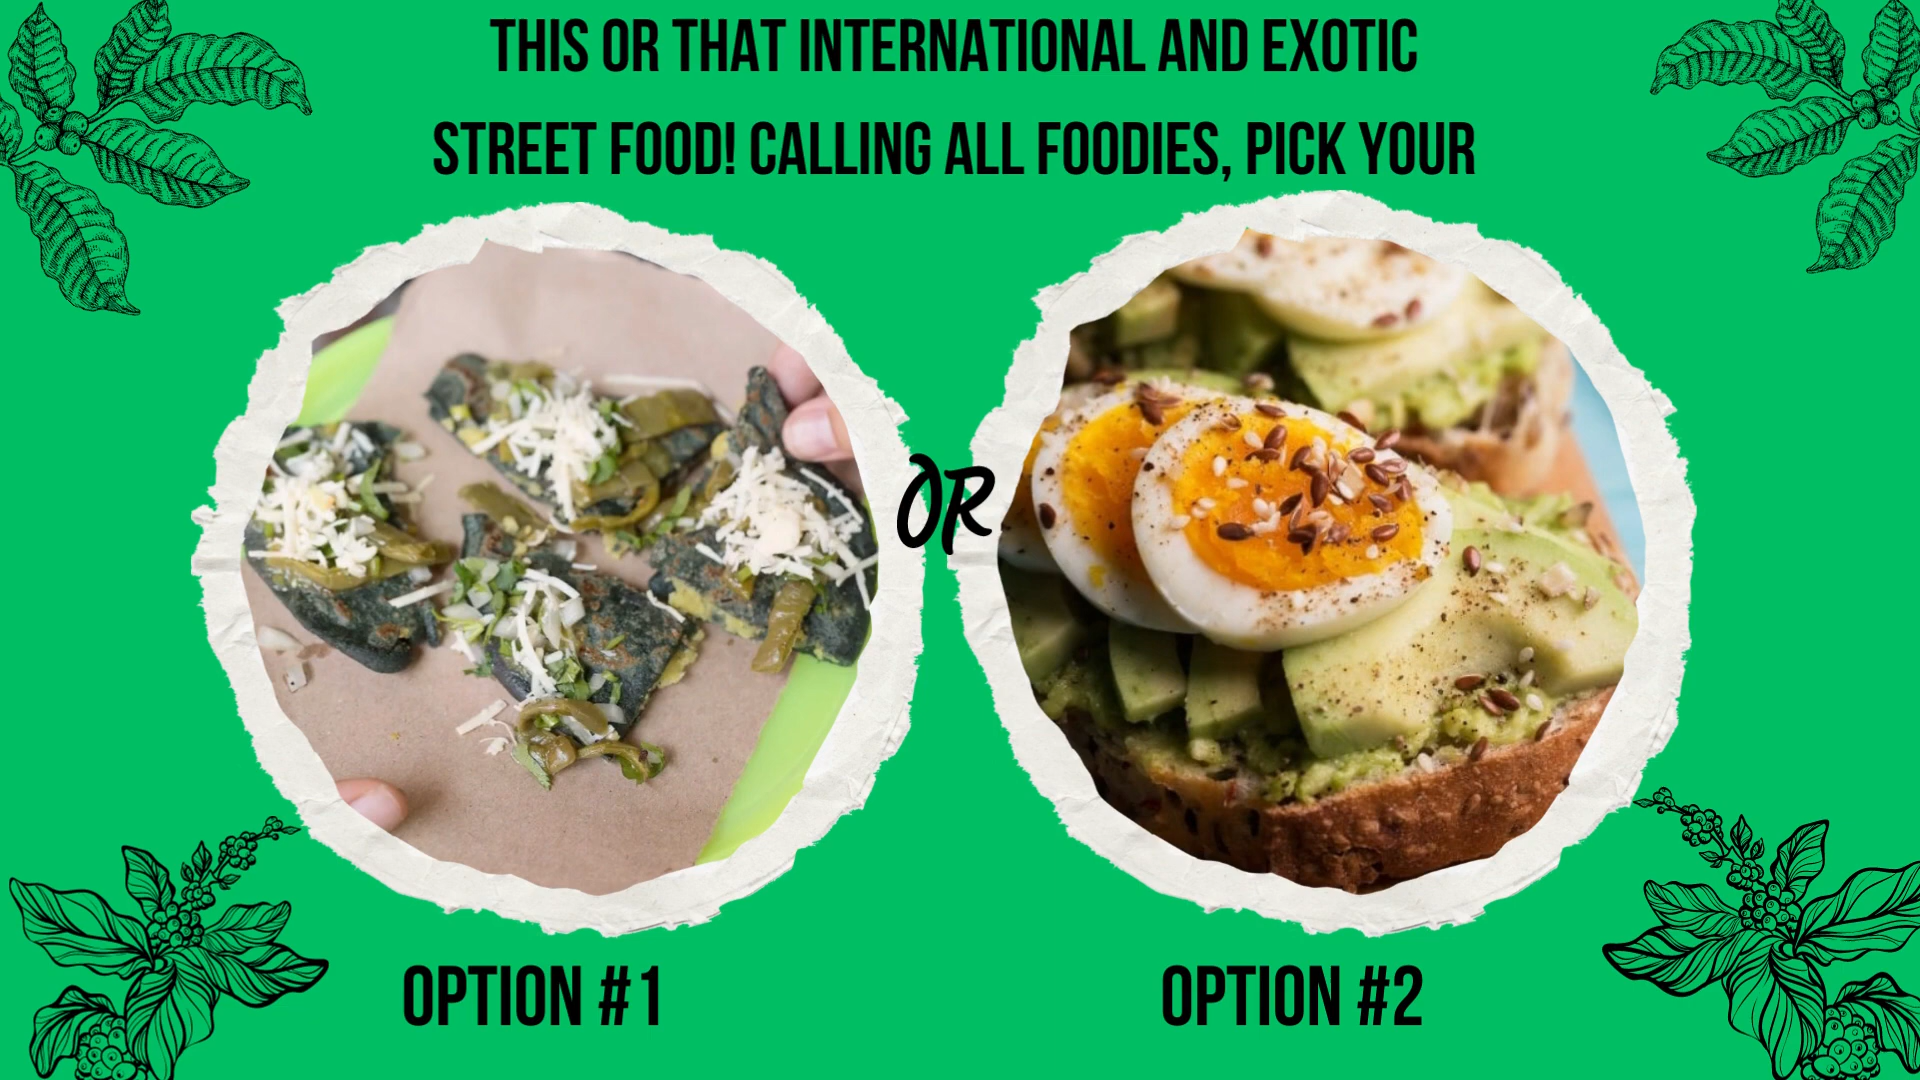 THIS OR THAT INTERNATIONAL AND EXOTIC
STREET FOOD! CALLING ALL FOODIES, PICK YOUR
OR
OPTION #1
OPTION #2